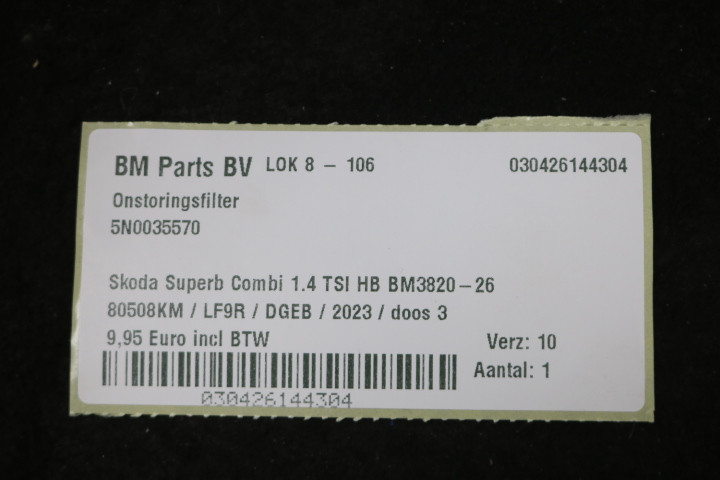 BM Parts BV LOK 8 - 106 030426144304
Onstoringsfilter
5N0035570
Skoda Superb Combi 1.4 TSI HB BM3820-26
80508KM / LF9R / DGEB / 2023 / doos 3
9,95 Euro incl BTW Verz: 10
Aantal: 1
030426144304